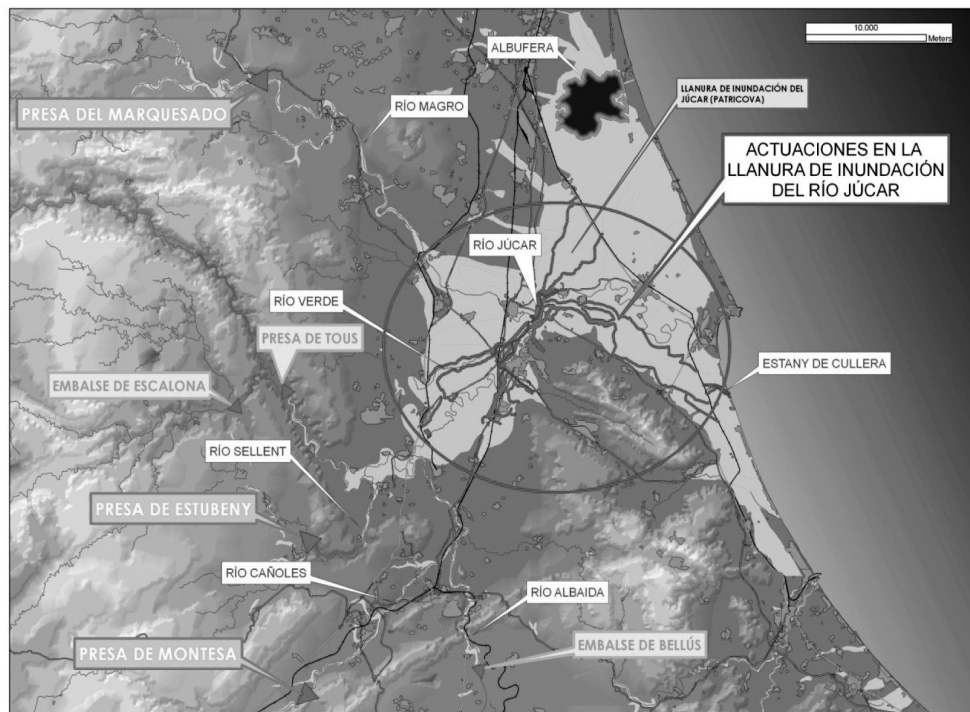 10.000
Meters
ALBUFERA
LLANURA DE INUNDACIÓN DEL
JÚCAR (PATRICOVA)
PRESA DEL MARQUESADO
RÍO MAGRO
ACTUACIONES EN LA
LLANURA DE INUNDACIÓN
DEL RÍO JÚCAR
RÍO JÚCAR
RÍO VERDE
PRESA DE TOUS
ESTANY DE CULLERA
EMBALSE DE ESCALONA
RÍO SELLENT
PRESA DE ESTUBENY
RÍO CAÑOLES
RÍO ALBAIDA
EMBALSE DE BELLÚS
PRESA DE MONTESA